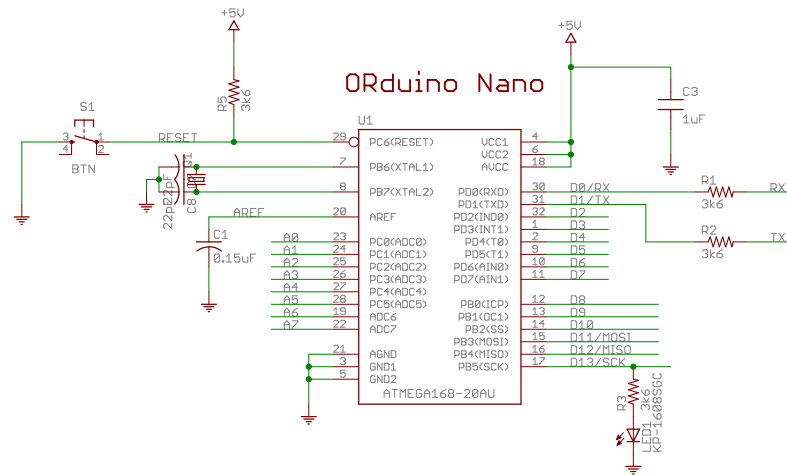 +5V
+5V
ORduino Nano
R5
3k6
C3
1uF
S1
3 1
4 2
BTN
RESET
U1
29 PC6(RESET)
7 PB6(XTAL1)
8 PB7(XTAL2)
20 AREF
23 PC0(ADC0)
24 PC1(ADC1)
25 PC2(ADC2)
26 PC3(ADC3)
27 PC4(ADC4)
28 PC5(ADC5)
19 ADC6
22 ADC7
21 AGND
3 GND1
5 GND2
VCC1 4
VCC2 6
AVCC 18
PD0(RXD) 30
PD1(TXD) 31
PD2(IND0) 32
PD3(INT1) 1
PD4(T0) 2
PD5(T1) 9
PD6(AIN0) 10
PD7(AIN1) 11
PB0(ICP) 12
PB1(OC1) 13
PB2(SS) 14
PB3(MOSI) 15
PB4(MISO) 16
PB5(SCK) 17
ATMEGA168-20AU
22pF
22pF
C8
AREF
C1
0.15uF
A0
A1
A2
A3
A4
A5
A6
A7
D0/RX
D1/TX
D2
D3
D4
D5
D6
D7
D8
D9
D10
D11/MOSI
D12/MISO
D13/SCK
R1
3k6
RX
R2
3k6
TX
R3
3k6
LED1
KP-1608SGC